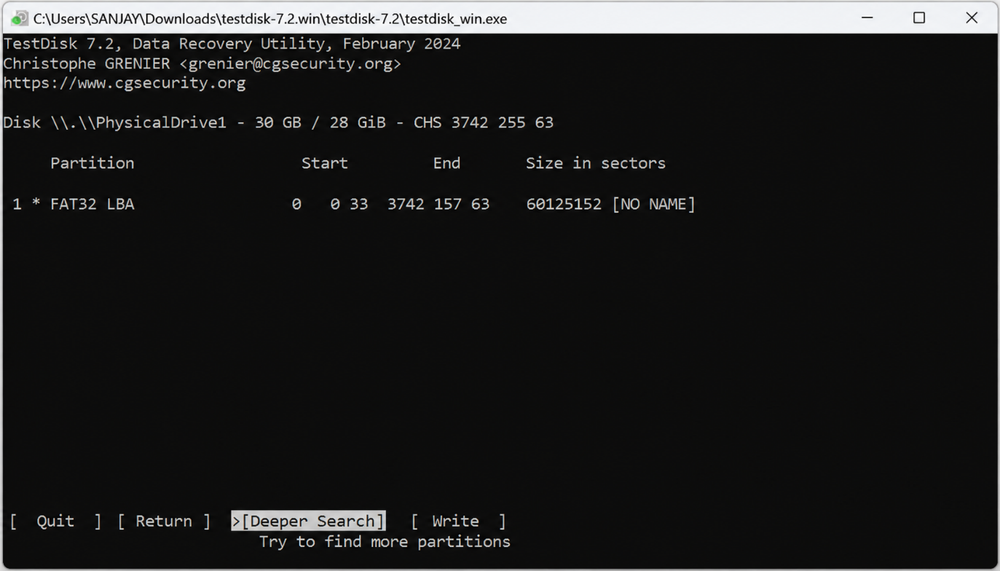 C:\Users\SANJAY\Downloads\testdisk-7.2.win\testdisk-7.2\testdisk_win.exe
TestDisk 7.2, Data Recovery Utility, February 2024
Christophe GRENIER <grenier@cgsecurity.org>
https://www.cgsecurity.org
Disk \\.\\PhysicalDrive1 - 30 GB / 28 GiB - CHS 3742 255 63
Partition Start End Size in sectors
1 * FAT32 LBA 0 0 33 3742 157 63 60125152 [NO NAME]
[ Quit ] [ Return ] >[Deeper Search] [ Write ]
Try to find more partitions